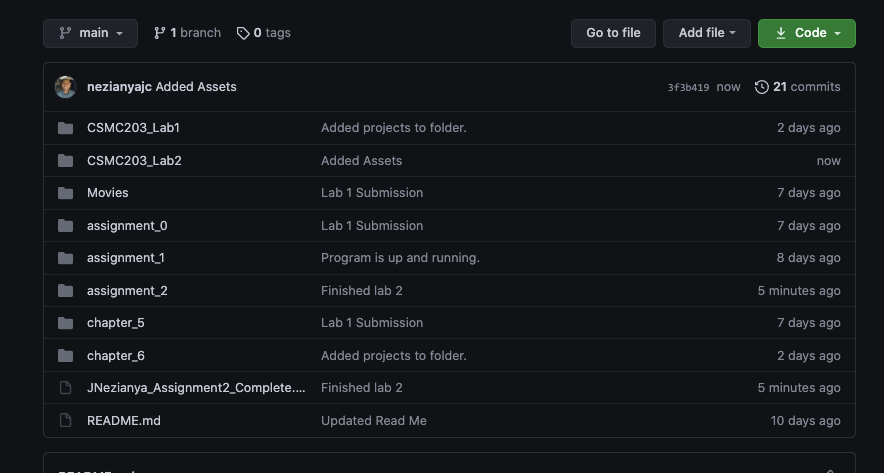 main 1 branch 0 tags Go to file Add file Code
nezianyajc Added Assets 3f3b419 now 21 commits
CSMC203_Lab1 Added projects to folder. 2 days ago
CSMC203_Lab2 Added Assets now
Movies Lab 1 Submission 7 days ago
assignment_0 Lab 1 Submission 7 days ago
assignment_1 Program is up and running. 8 days ago
assignment_2 Finished lab 2 5 minutes ago
chapter_5 Lab 1 Submission 7 days ago
chapter_6 Added projects to folder. 2 days ago
JNezianya_Assignment2_Complete.... Finished lab 2 5 minutes ago
README.md Updated Read Me 10 days ago